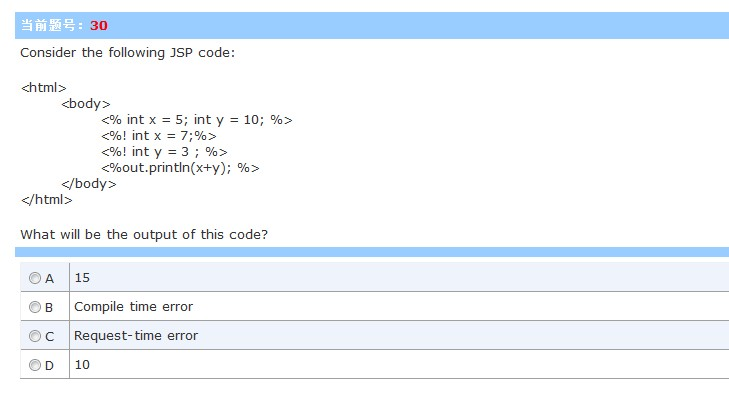 当前题号：30
Consider the following JSP code:
<html>
<body>
<% int x = 5; int y = 10; %>
<%! int x = 7;%>
<%! int y = 3 ; %>
<%out.println(x+y); %>
</body>
</html>
What will be the output of this code?
A 15
B Compile time error
C Request-time error
D 10